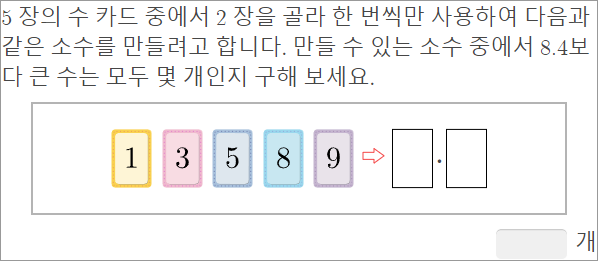 5 장의 수 카드 중에서 2 장을 골라 한 번씩만 사용하여 다음과
같은 소수를 만들려고 합니다. 만들 수 있는 소수 중에서 8.4보
다 큰 수는 모두 몇 개인지 구해 보세요.
1 3 5 8 9 ⇨ □.□
개